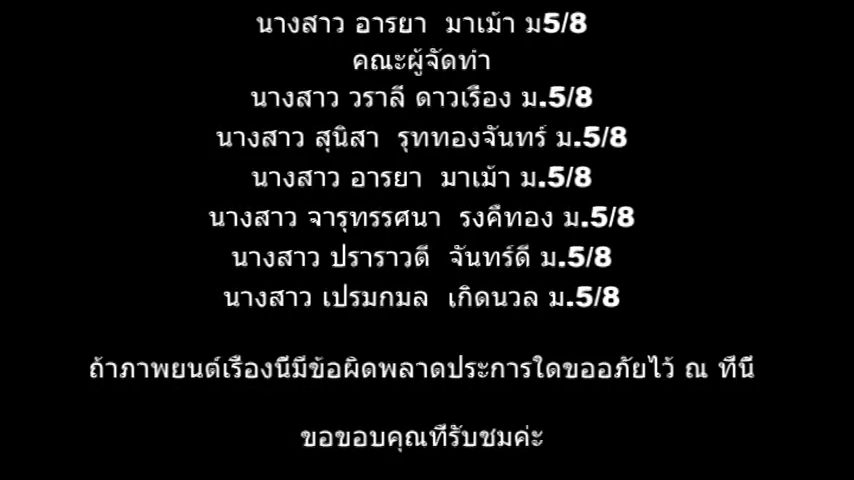 นางสาว อารยา มาเม้า ม5/8
คณะผู้จัดทำ
นางสาว วราลี ดาวเรือง ม.5/8
นางสาว สุนิสา รุททองจันทร์ ม.5/8
นางสาว อารยา มาเม้า ม.5/8
นางสาว จารุทรรศนา รงคืทอง ม.5/8
นางสาว ปราราวตี จันทร์ดี ม.5/8
นางสาว เปรมกมล เกิดนวล ม.5/8
ถ้าภาพยนต์เรื่องนี้มีข้อผิดพลาดประการใดขออภัยไว้ ณ ที่นี้
ขอขอบคุณที่รับชมค่ะ